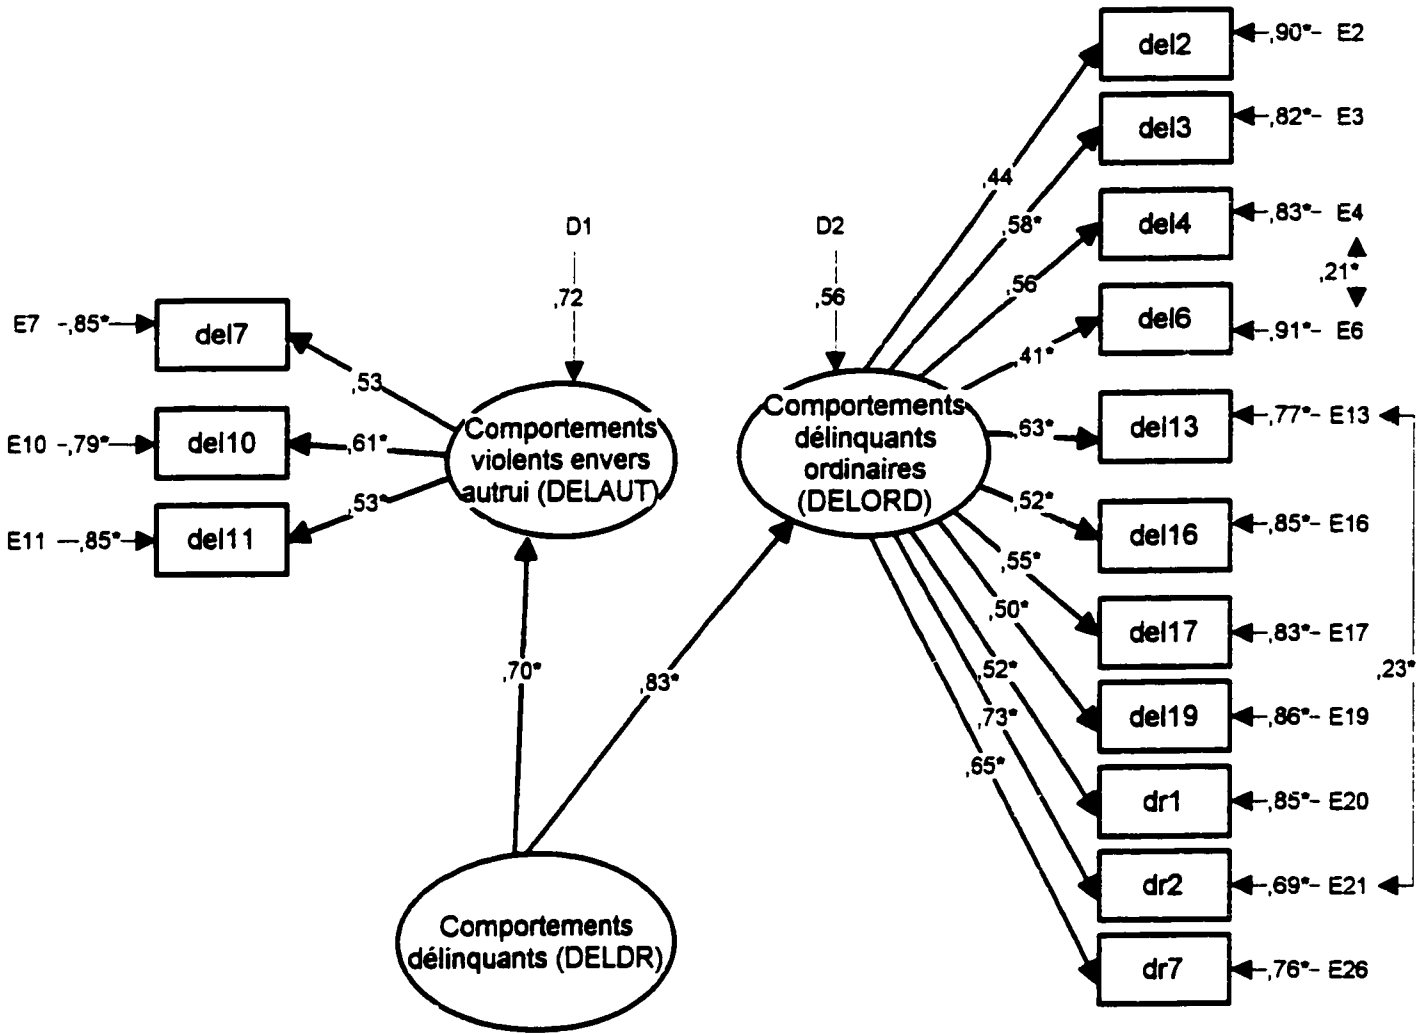 del2
,90*
E2
del3
,82*
E3
,44
,58*
del4
,83*
E4
D1
D2
,21*
,56
,72
,56
del6
,91*
E6
E7
,85*
del7
,41*
,53
Comportements
violents envers
autrui (DELAUT)
Comportements
délinquants
ordinaires
(DELORD)
,63*
del13
,77*
E13
E10
,79*
del10
,61*
,53*
E11
,85*
del11
,52*
del16
,85*
E16
,55*
,50*
del17
,83*
E17
,70*
,83*
,52*
,23*
,73*
del19
,86*
E19
,65*
dr1
,85*
E20
dr2
,69*
E21
Comportements
délinquants (DELDR)
dr7
,76*
E26